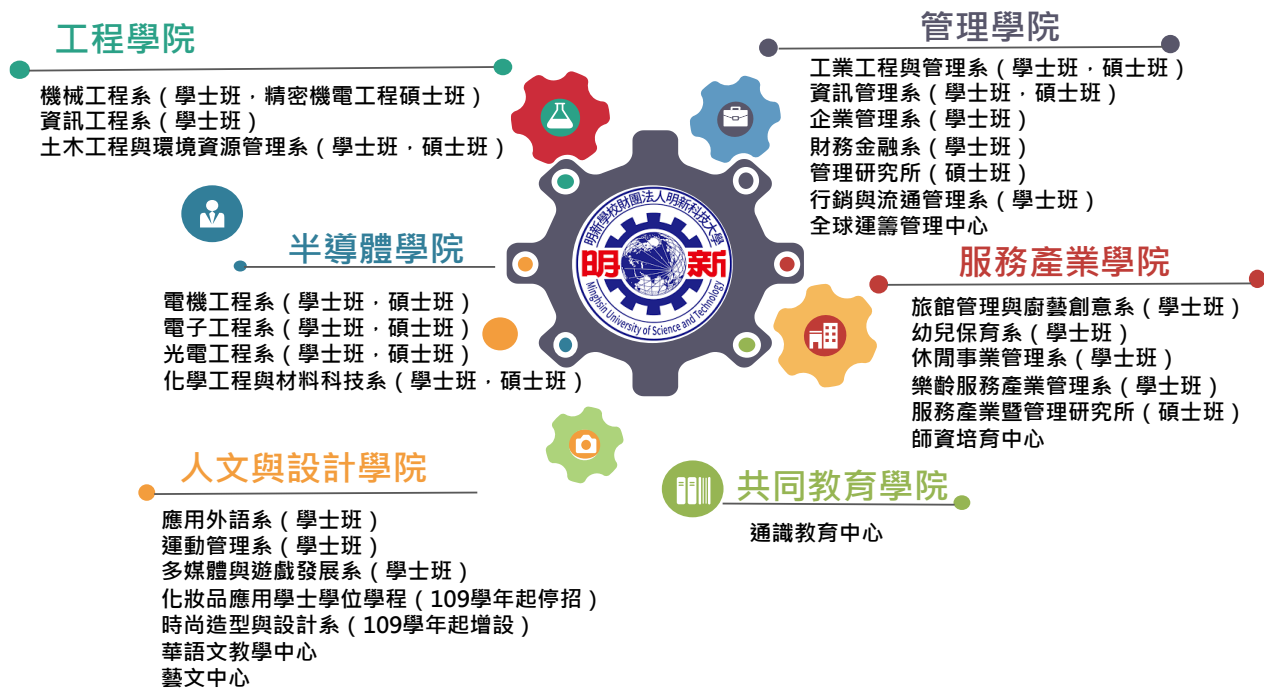 工程學院
機械工程系（學士班，精密機電工程碩士班）
資訊工程系（學士班）
土木工程與環境資源管理系（學士班，碩士班）
管理學院
工業工程與管理系（學士班，碩士班）
資訊管理系（學士班，碩士班）
企業管理系（學士班）
財務金融系（學士班）
管理研究所（碩士班）
行銷與流通管理系（學士班）
全球運籌管理中心
半導體學院
電機工程系（學士班，碩士班）
電子工程系（學士班，碩士班）
光電工程系（學士班，碩士班）
化學工程與材料科技系（學士班，碩士班）
明新學校財團法人明新科技大學
明新
Minghsin University of Science and Technology
服務產業學院
旅館管理與廚藝創意系（學士班）
幼兒保育系（學士班）
休閒事業管理系（學士班）
樂齡服務產業管理系（學士班）
服務產業暨管理研究所（碩士班）
師資培育中心
人文與設計學院
應用外語系（學士班）
運動管理系（學士班）
多媒體與遊戲發展系（學士班）
化妝品應用學士學位學程（109學年起停招）
時尚造型與設計系（109學年起增設）
華語文教學中心
藝文中心
共同教育學院
通識教育中心